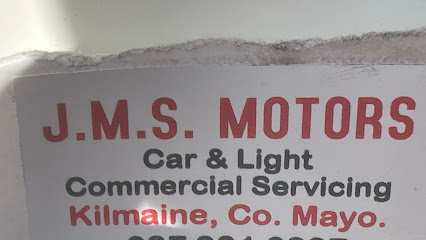 J.M.S. MOTORS
Car & Light
Commercial Servicing
Kilmaine, Co. Mayo.